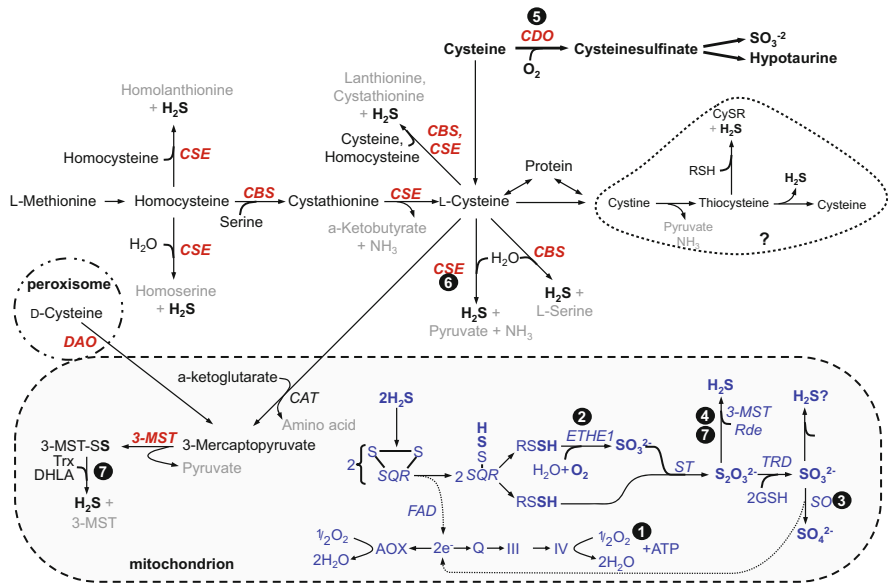 5
CDO
Cysteine
O2
Cysteinesulfinate
SO3-2
Hypotaurine
Homolanthionine
+ H2S
Lanthionine,
Cystathionine
+ H2S
CySR
+ H2S
Homocysteine
CSE
Cysteine,
Homocysteine
CBS,
CSE
Protein
RSH
H2S
L-Methionine
Homocysteine
CBS
Serine
Cystathionine
CSE
L-Cysteine
Cystine
Thiocysteine
Cysteine
a-Ketobutyrate
+ NH3
Pyruvate
NH3
?
H2O
CSE
CSE
6
H2O
CBS
Homoserine
+ H2S
H2S +
Pyruvate + NH3
H2S +
L-Serine
peroxisome
D-Cysteine
DAO
a-ketoglutarate
CAT
Amino acid
3-MST-SS
3-MST
3-Mercaptopyruvate
Pyruvate
Trx
DHLA
7
H2S +
3-MST
2H2S
S
S
2
SQR
2
H
S
S
SQR
RSSH
2
ETHE1
H2O+O2
SO32-
RSSH
ST
H2S
4
7
3-MST
Rde
S2O32-
TRD
2GSH
H2S?
SO32-
SO
3
SO42-
FAD
1/2O2
2H2O
AOX
2e-
Q
III
IV
1/2O2
1
+ATP
2H2O
mitochondrion